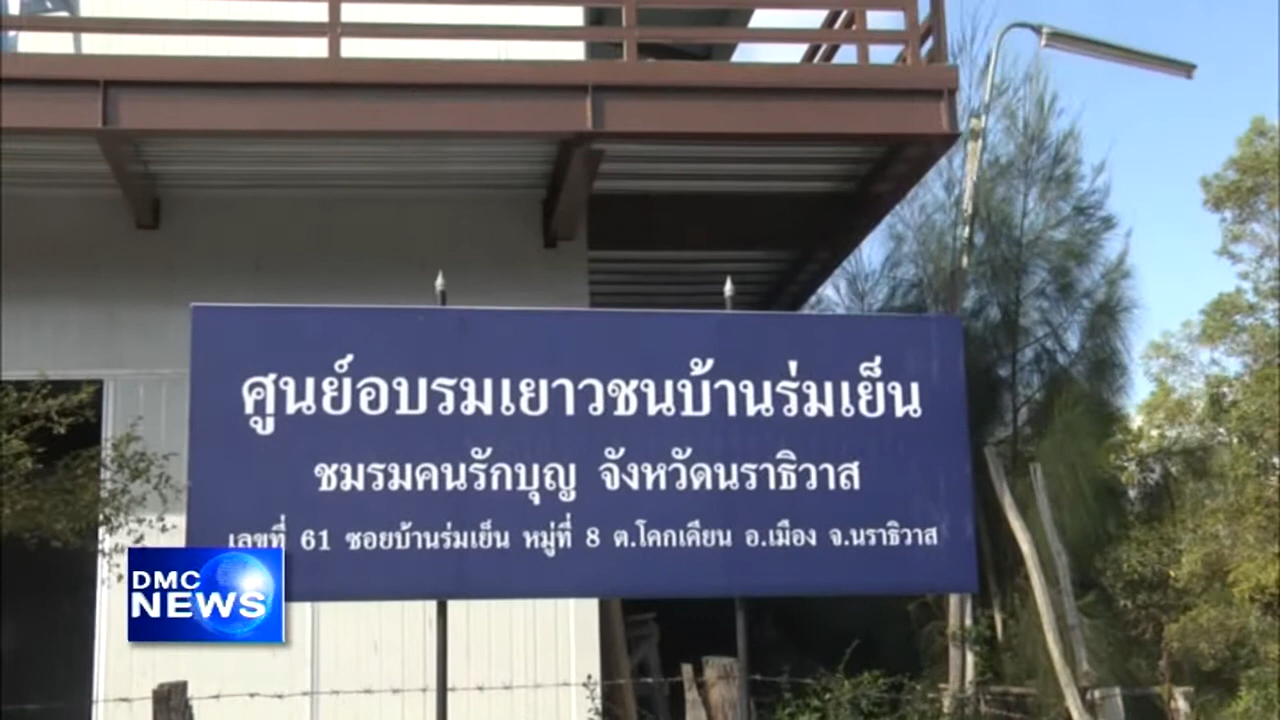 ศูนย์อบรมเยาวชนบ้านร่มเย็น
ชมรมคนรักบุญ จังหวัดนราธิวาส
เลขที่ 61 ซอยบ้านร่มเย็น หมู่ที่ 8 ต.โคกเคียน อ.เมือง จ.นราธิวาส
DMC
NEWS